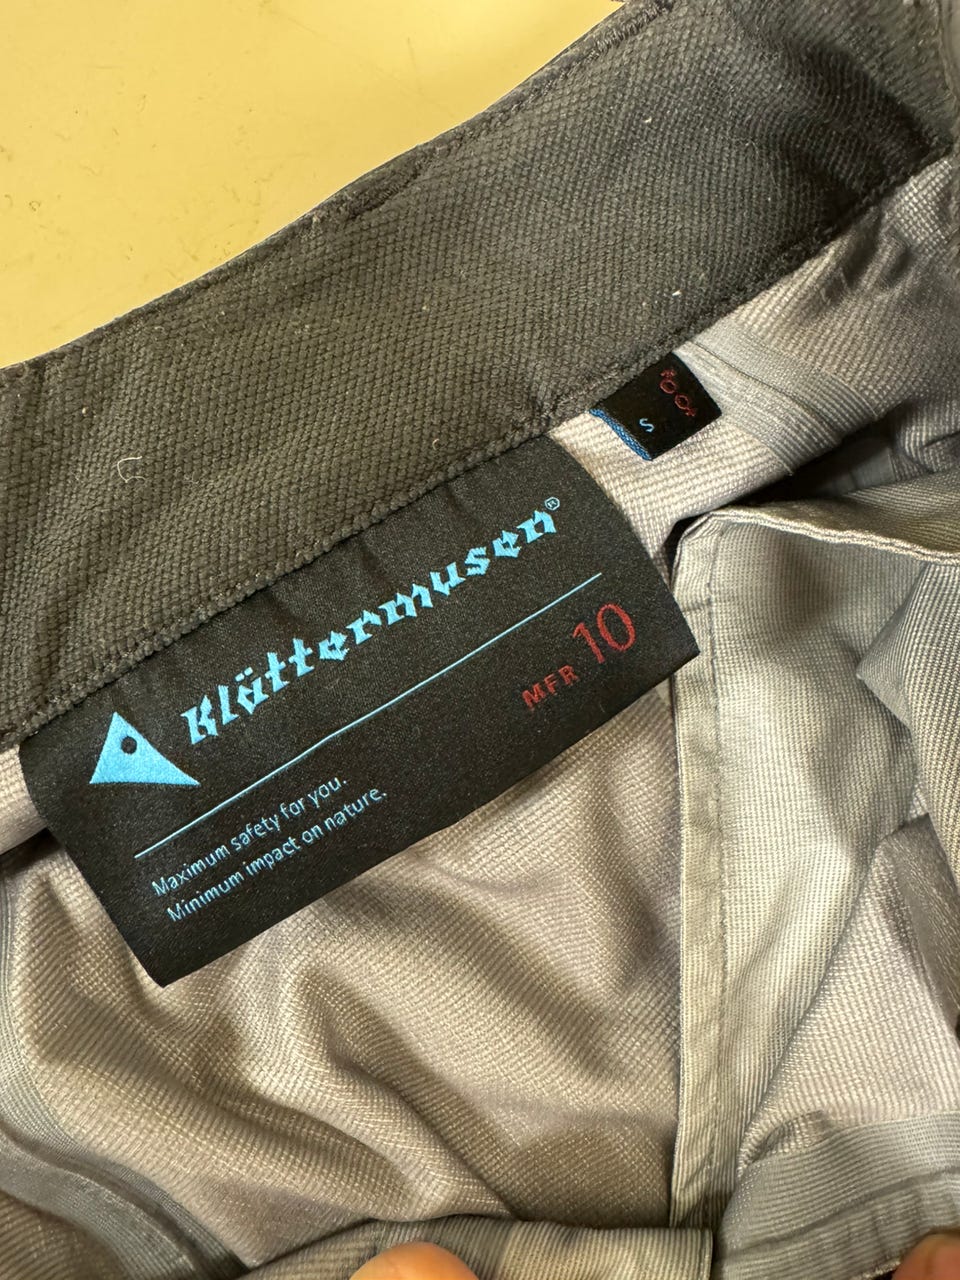 S
Klättermusen®
MFR 10
Maximum safety for you.
Minimum impact on nature.